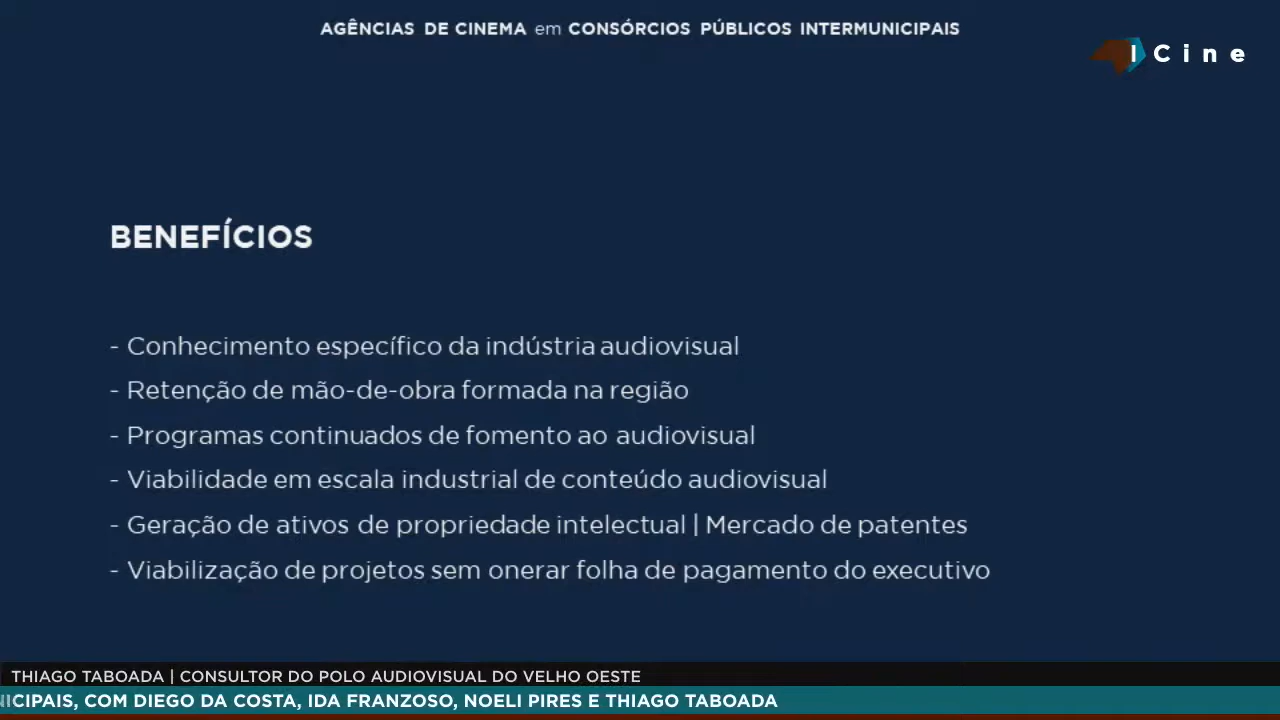 AGÊNCIAS DE CINEMA em CONSÓRCIOS PÚBLICOS INTERMUNICIPAIS
I Cine
BENEFÍCIOS
- Conhecimento específico da indústria audiovisual
- Retenção de mão-de-obra formada na região
- Programas continuados de fomento ao audiovisual
- Viabilidade em escala industrial de conteúdo audiovisual
- Geração de ativos de propriedade intelectual | Mercado de patentes
- Viabilização de projetos sem onerar folha de pagamento do executivo
THIAGO TABOADA | CONSULTOR DO POLO AUDIOVISUAL DO VELHO OESTE
ICIPAIS, COM DIEGO DA COSTA, IDA FRANZOSO, NOELI PIRES E THIAGO TABOADA